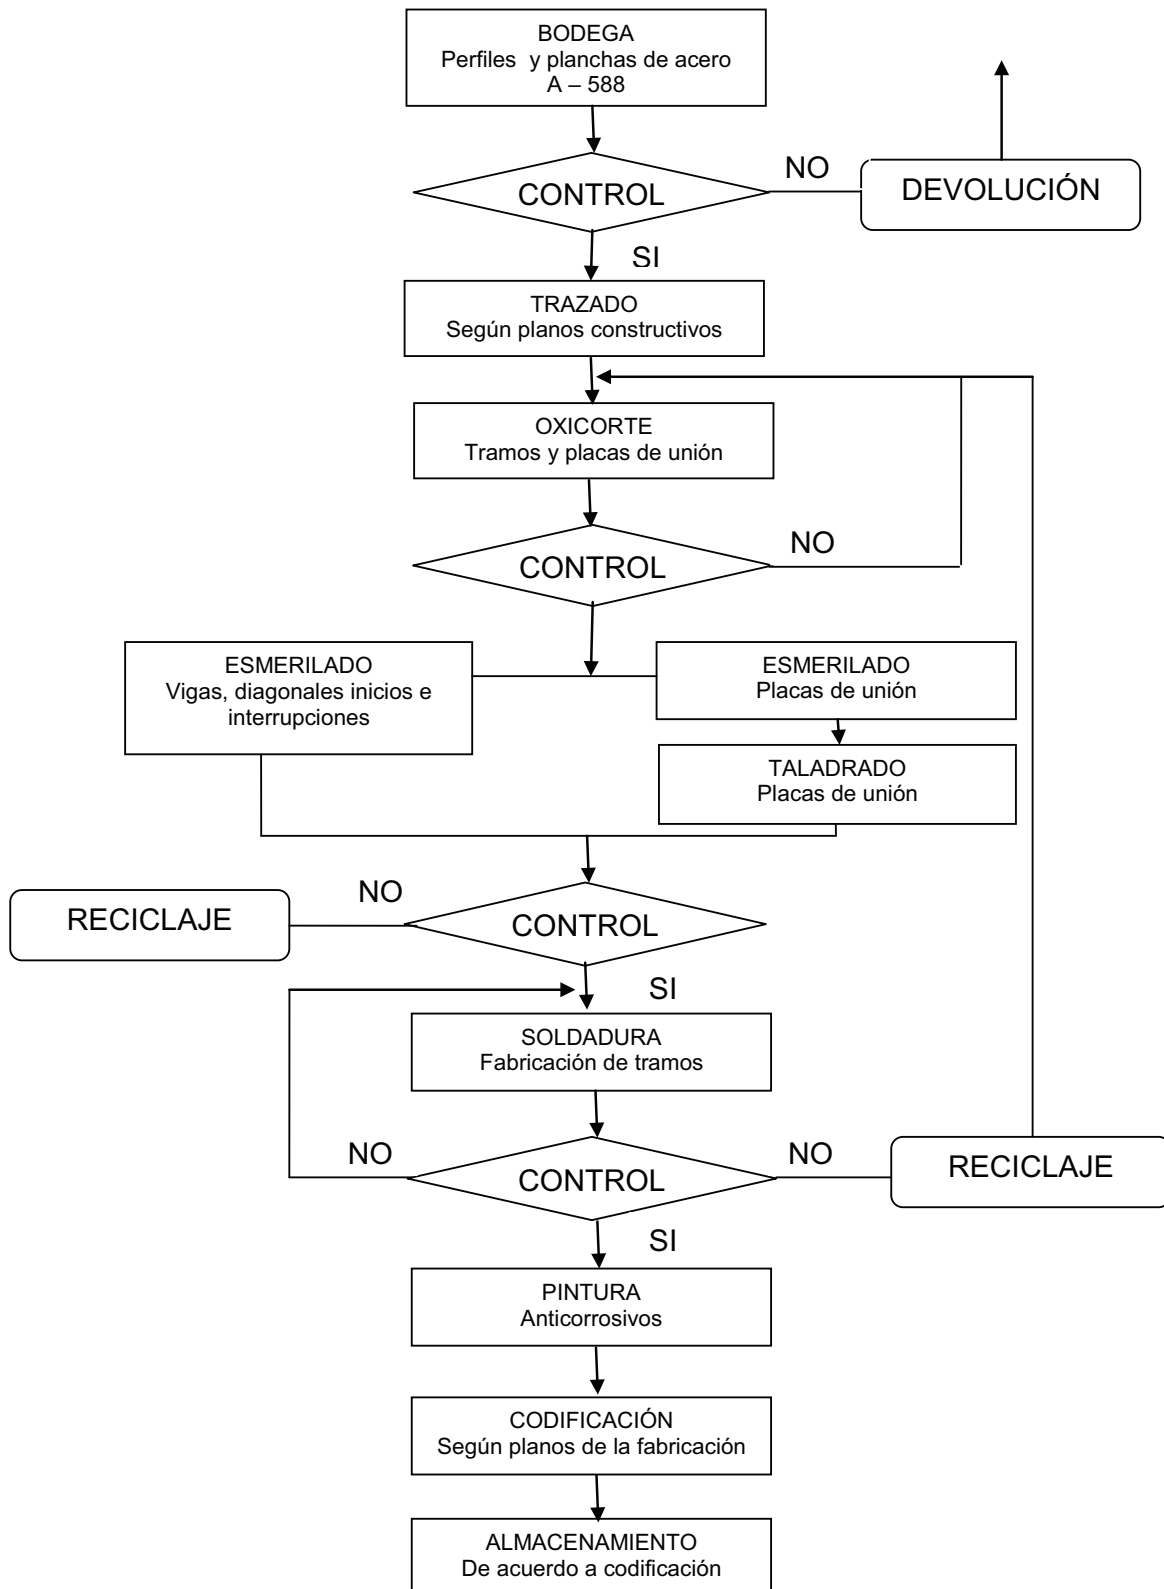 BODEGA
Perfiles y planchas de acero
A – 588
CONTROL
NO
DEVOLUCIÓN
SI
TRAZADO
Según planos constructivos
OXICORTE
Tramos y placas de unión
CONTROL
NO
ESMERILADO
Vigas, diagonales inicios e
interrupciones
ESMERILADO
Placas de unión
TALADRADO
Placas de unión
RECICLAJE
NO
CONTROL
SI
SOLDADURA
Fabricación de tramos
NO
CONTROL
NO
RECICLAJE
SI
PINTURA
Anticorrosivos
CODIFICACIÓN
Según planos de la fabricación
ALMACENAMIENTO
De acuerdo a codificación